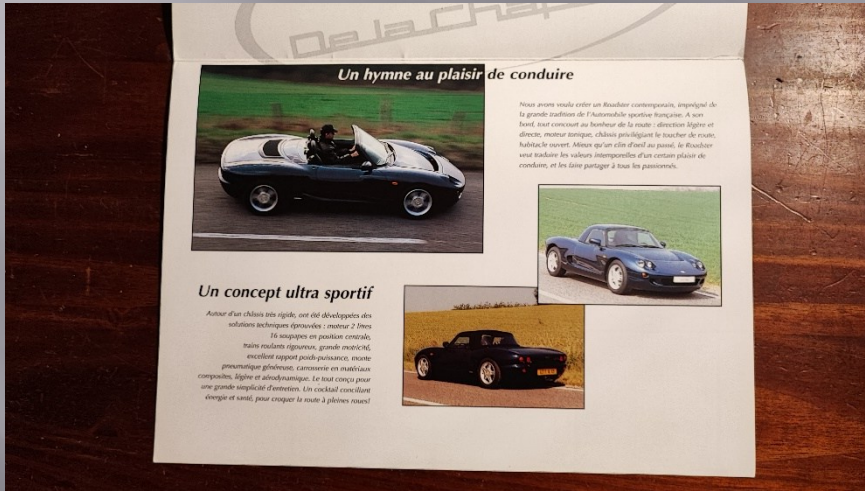 De la Chap
Un hymne au plaisir de conduire
Nous avons voulu créer un Roadster contemporain, imprégné de
la grande tradition de l'Automobile sportive française. A son
bord, tout concourt au bonheur de la route : direction légère et
directe, moteur tonique, châssis privilégiant le toucher de route,
habitacle ouvert. Mieux qu'un clin d'oeil au passé, le Roadster
veut traduire les valeurs intemporelles d'un certain plaisir de
conduire, et les faire partager à tous les passionnés.
Un concept ultra sportif
Autour d'un châssis très rigide, ont été développées des
solutions techniques éprouvées : moteur 2 litres
16 soupapes en position centrale,
trains roulants rigoureux, grande motricité,
excellent rapport poids-puissance, monte
pneumatique généreuse, carrosserie en matériaux
composites, légère et aérodynamique. Le tout conçu pour
une grande simplicité d'entretien. Un cocktail conciliant
énergie et santé, pour croquer la route à pleines roues!